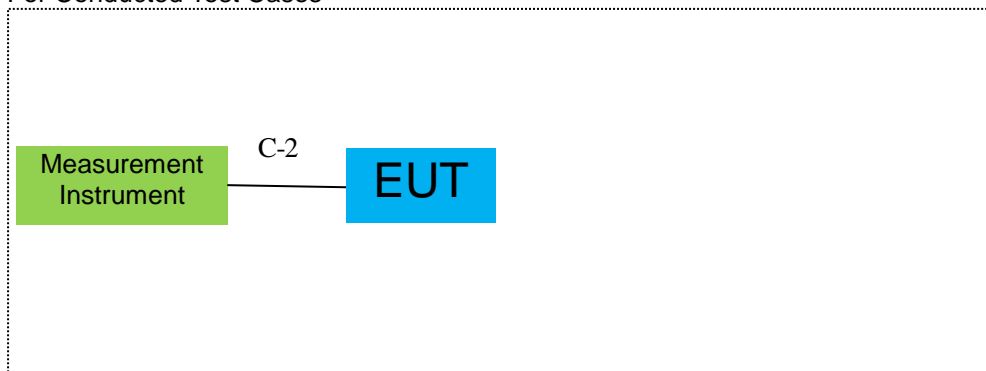 For Conducted Test Cases
C-2
Measurement
Instrument
EUT